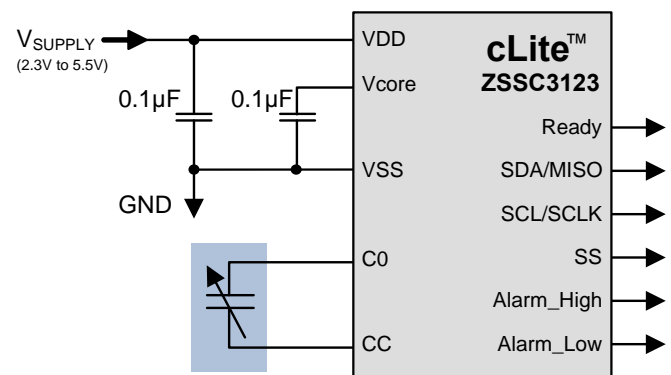 VSUPPLY
(2.3V to 5.5V)
0.1µF
0.1µF
GND
VDD
Vcore
VSS
C0
CC
cLite™
ZSSC3123
Ready
SDA/MISO
SCL/SCLK
SS
Alarm_High
Alarm_Low